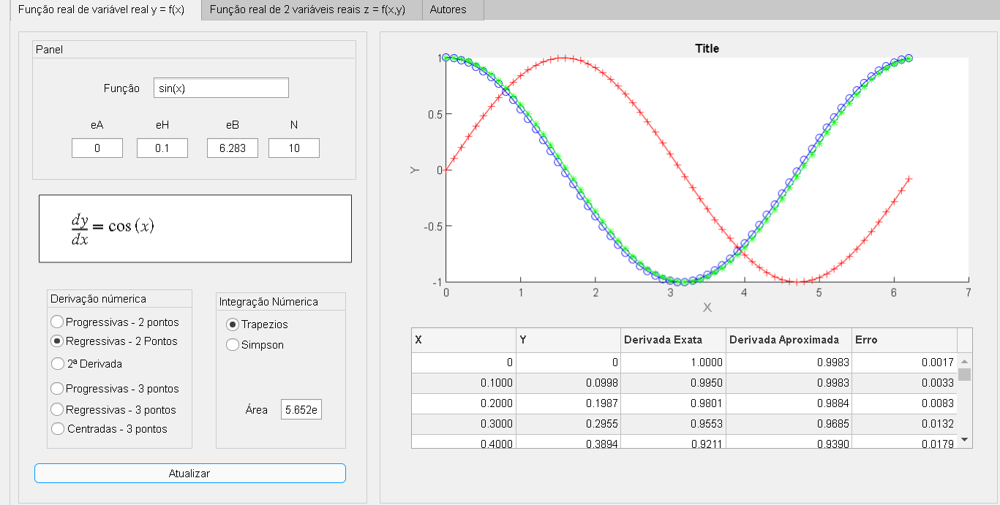 Função real de variável real y = f(x)
Função real de 2 variáveis reais z = f(x,y)
Autores
Panel
Função
sin(x)
eA
eH
eB
N
0
0.1
6.283
10
dy/dx = cos (x)
Derivação númerica
Progressivas - 2 pontos
Regressivas - 2 Pontos
2ª Derivada
Progressivas - 3 pontos
Regressivas - 3 pontos
Centradas - 3 pontos
Integração Númerica
Trapezios
Simpson
Área
5.652e
Atualizar
Title
1
0.5
0
-0.5
-1
Y
0 1 2 3 4 5 6 7
X
X Y Derivada Exata Derivada Aproximada Erro
0 0 1.0000 0.9983 0.0017
0.1000 0.0998 0.9950 0.9983 0.0033
0.2000 0.1987 0.9801 0.9884 0.0083
0.3000 0.2955 0.9553 0.9685 0.0132
0.4000 0.3894 0.9211 0.9390 0.0179